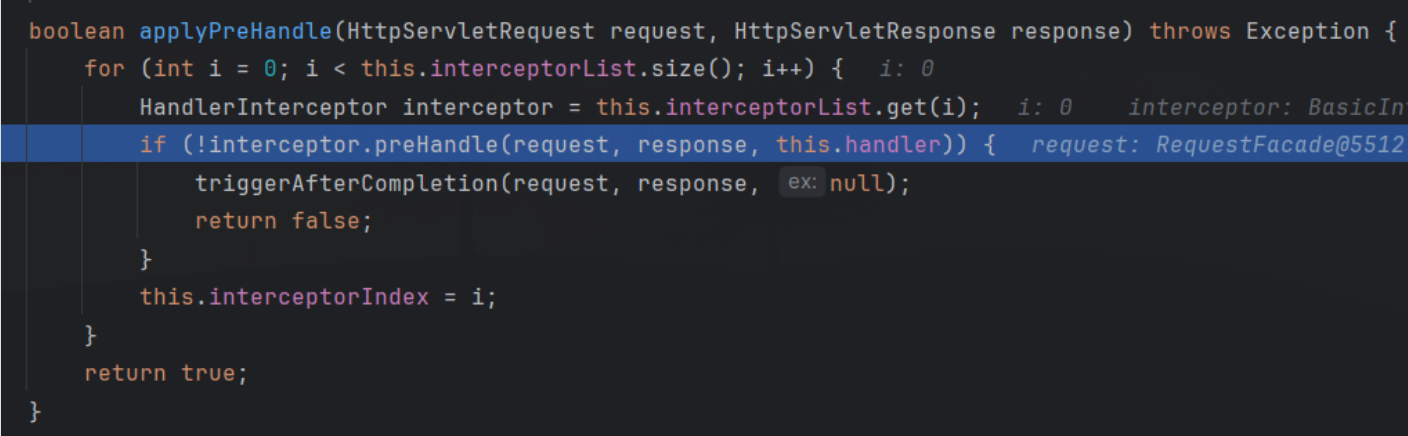 boolean applyPreHandle(HttpServletRequest request, HttpServletResponse response) throws Exception {
for (int i = 0; i < this.interceptorList.size(); i++) {   i: 0
HandlerInterceptor interceptor = this.interceptorList.get(i);   i: 0    interceptor: BasicInt
if (!interceptor.preHandle(request, response, this.handler)) {   request: RequestFacade@5512
triggerAfterCompletion(request, response, ex: null);
return false;
}
this.interceptorIndex = i;
}
return true;
}